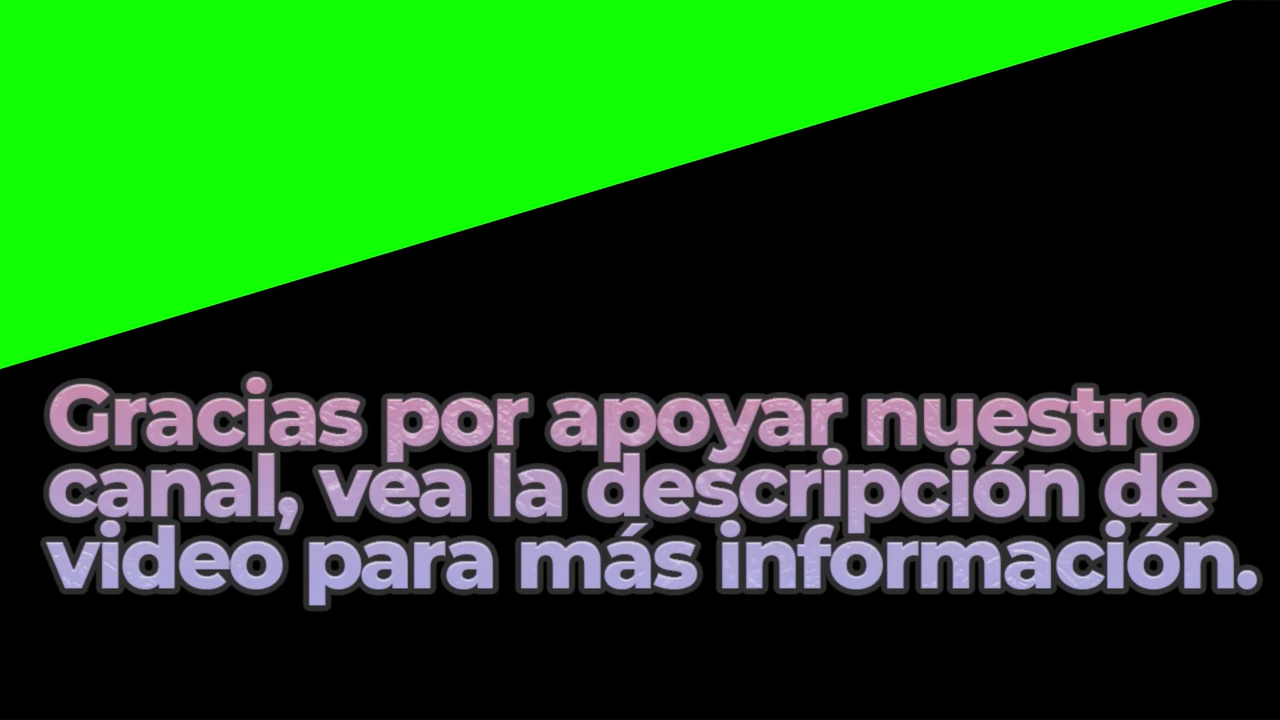 Gracias por apoyar nuestro
canal, vea la descripción de
video para más información.